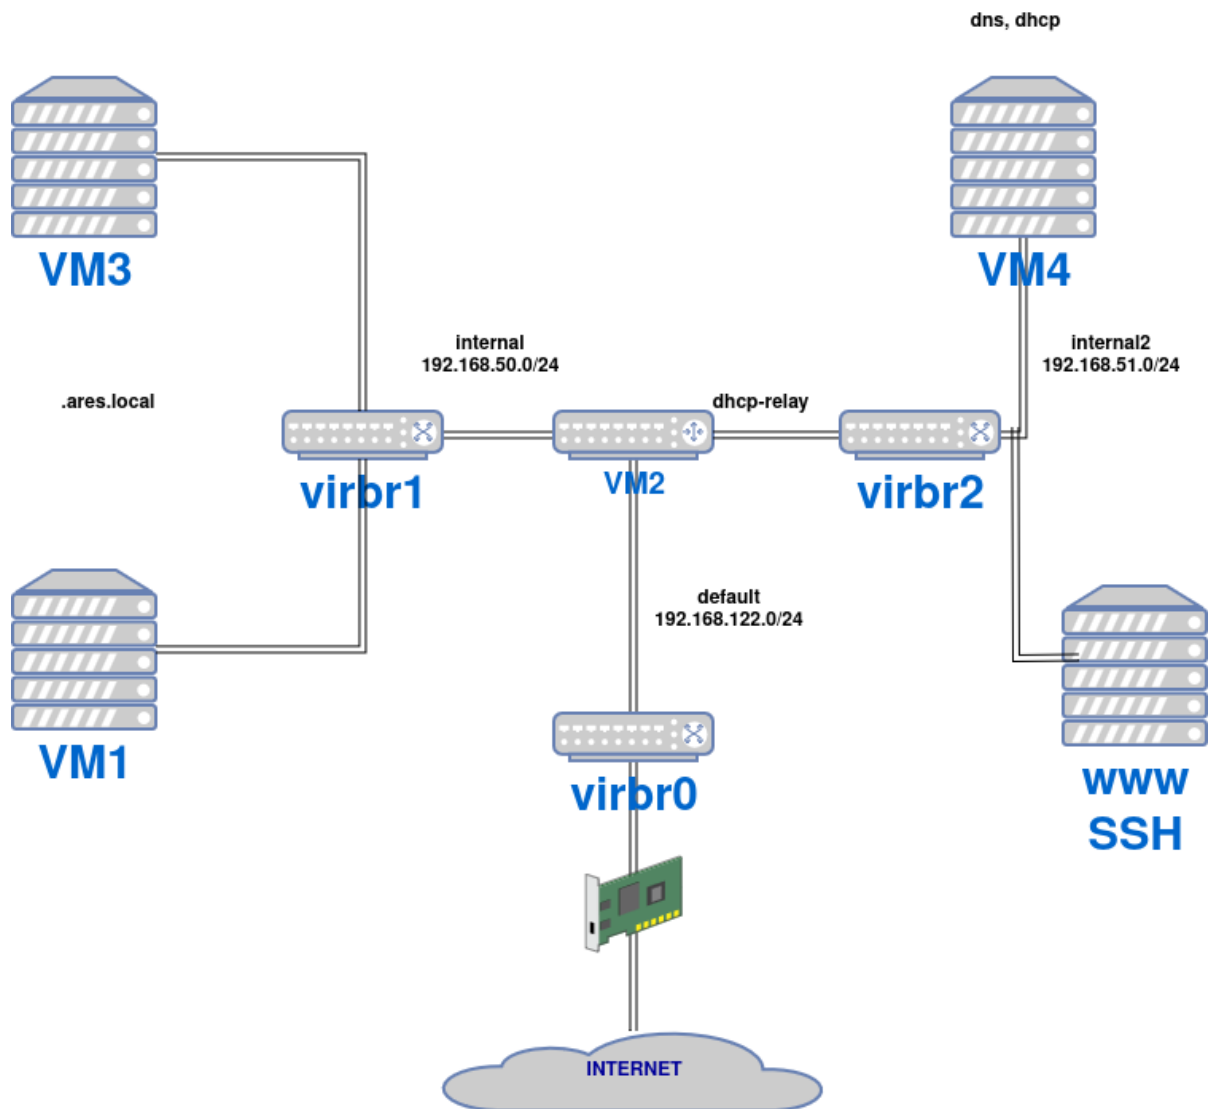 dns, dhcp
VM3
VM4
internal
192.168.50.0/24
internal2
192.168.51.0/24
.ares.local
dhcp-relay
virbr1
VM2
virbr2
default
192.168.122.0/24
VM1
virbr0
www
SSH
INTERNET